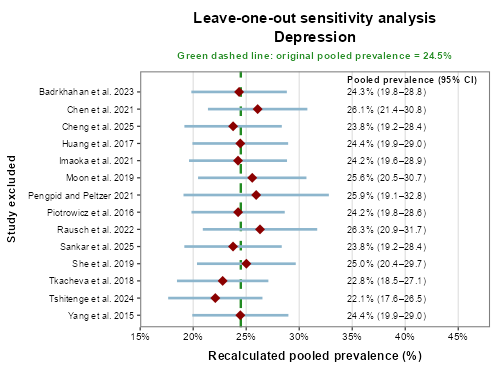 Leave-one-out sensitivity analysis
Depression
Green dashed line: original pooled prevalence = 24.5%
Pooled prevalence (95% CI)
Badrkhahan et al. 2023 24.3% (19.8–28.8)
Chen et al. 2021 26.1% (21.4–30.8)
Cheng et al. 2025 23.8% (19.2–28.4)
Huang et al. 2017 24.4% (19.9–29.0)
Imaoka et al. 2021 24.2% (19.6–28.9)
Moon et al. 2019 25.6% (20.5–30.7)
Pengpid and Peltzer 2021 25.9% (19.1–32.8)
Piotrowicz et al. 2016 24.2% (19.8–28.6)
Rausch et al. 2022 26.3% (20.9–31.7)
Sankar et al. 2025 23.8% (19.2–28.4)
She et al. 2019 25.0% (20.4–29.7)
Tkacheva et al. 2018 22.8% (18.5–27.1)
Tshitenge et al. 2024 22.1% (17.6–26.5)
Yang et al. 2015 24.4% (19.9–29.0)
Study excluded
15% 20% 25% 30% 35% 40% 45%
Recalculated pooled prevalence (%)